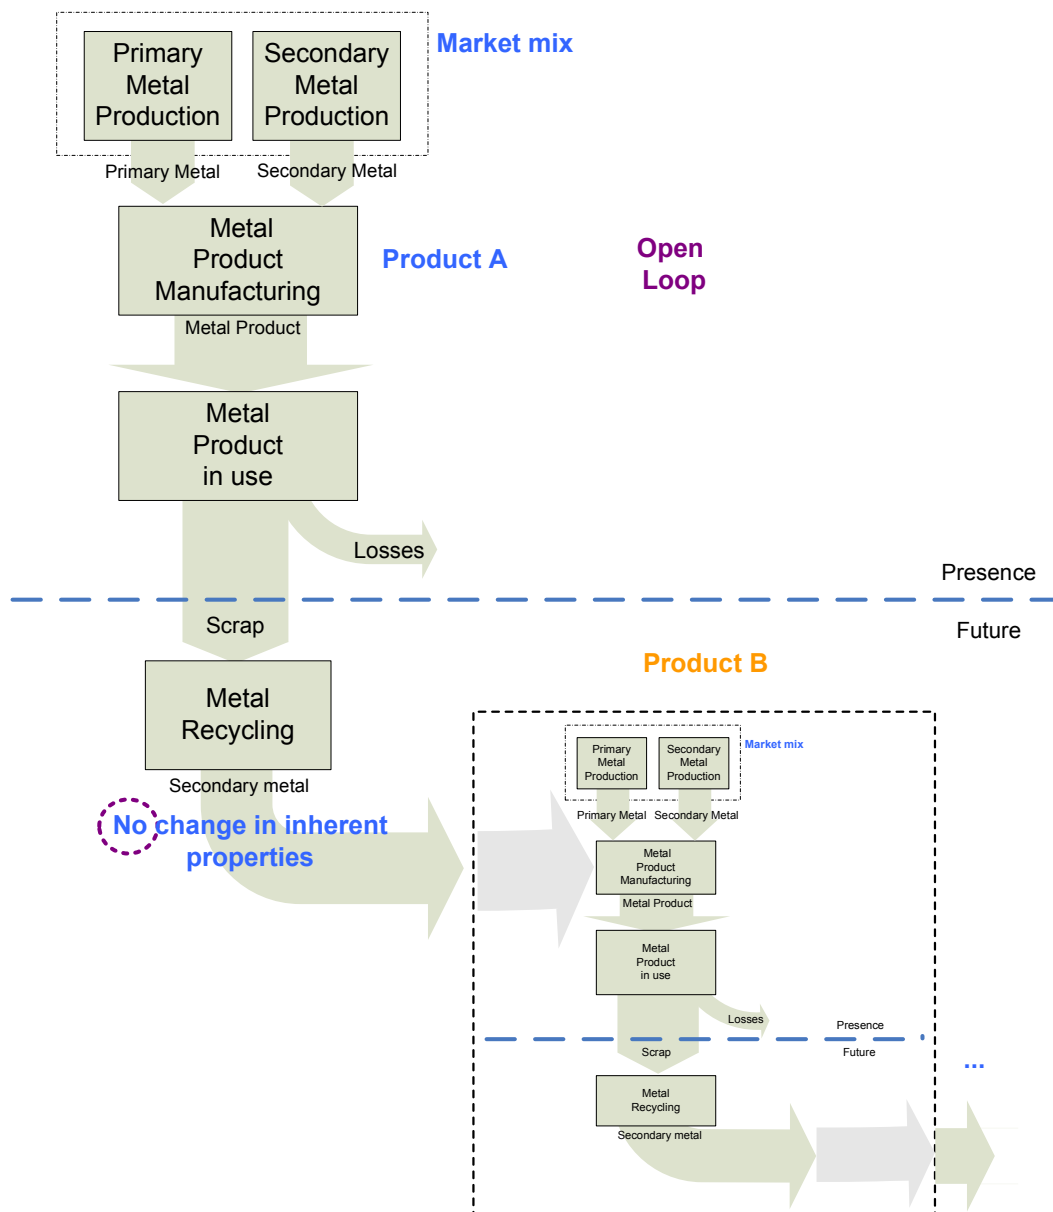 Primary
Metal
Production
Secondary
Metal
Production
Market mix
Primary Metal
Secondary Metal
Metal
Product
Manufacturing
Product A
Open
Loop
Metal Product
Metal
Product
in use
Losses
Presence
Scrap
Future
Product B
Metal
Recycling
Secondary metal
No change in inherent
properties
Primary
Metal
Production
Secondary
Metal
Production
Market mix
Primary Metal
Secondary Metal
Metal
Product
Manufacturing
Metal Product
Metal
Product
in use
Losses
Presence
Scrap
Future
...
Metal
Recycling
Secondary metal